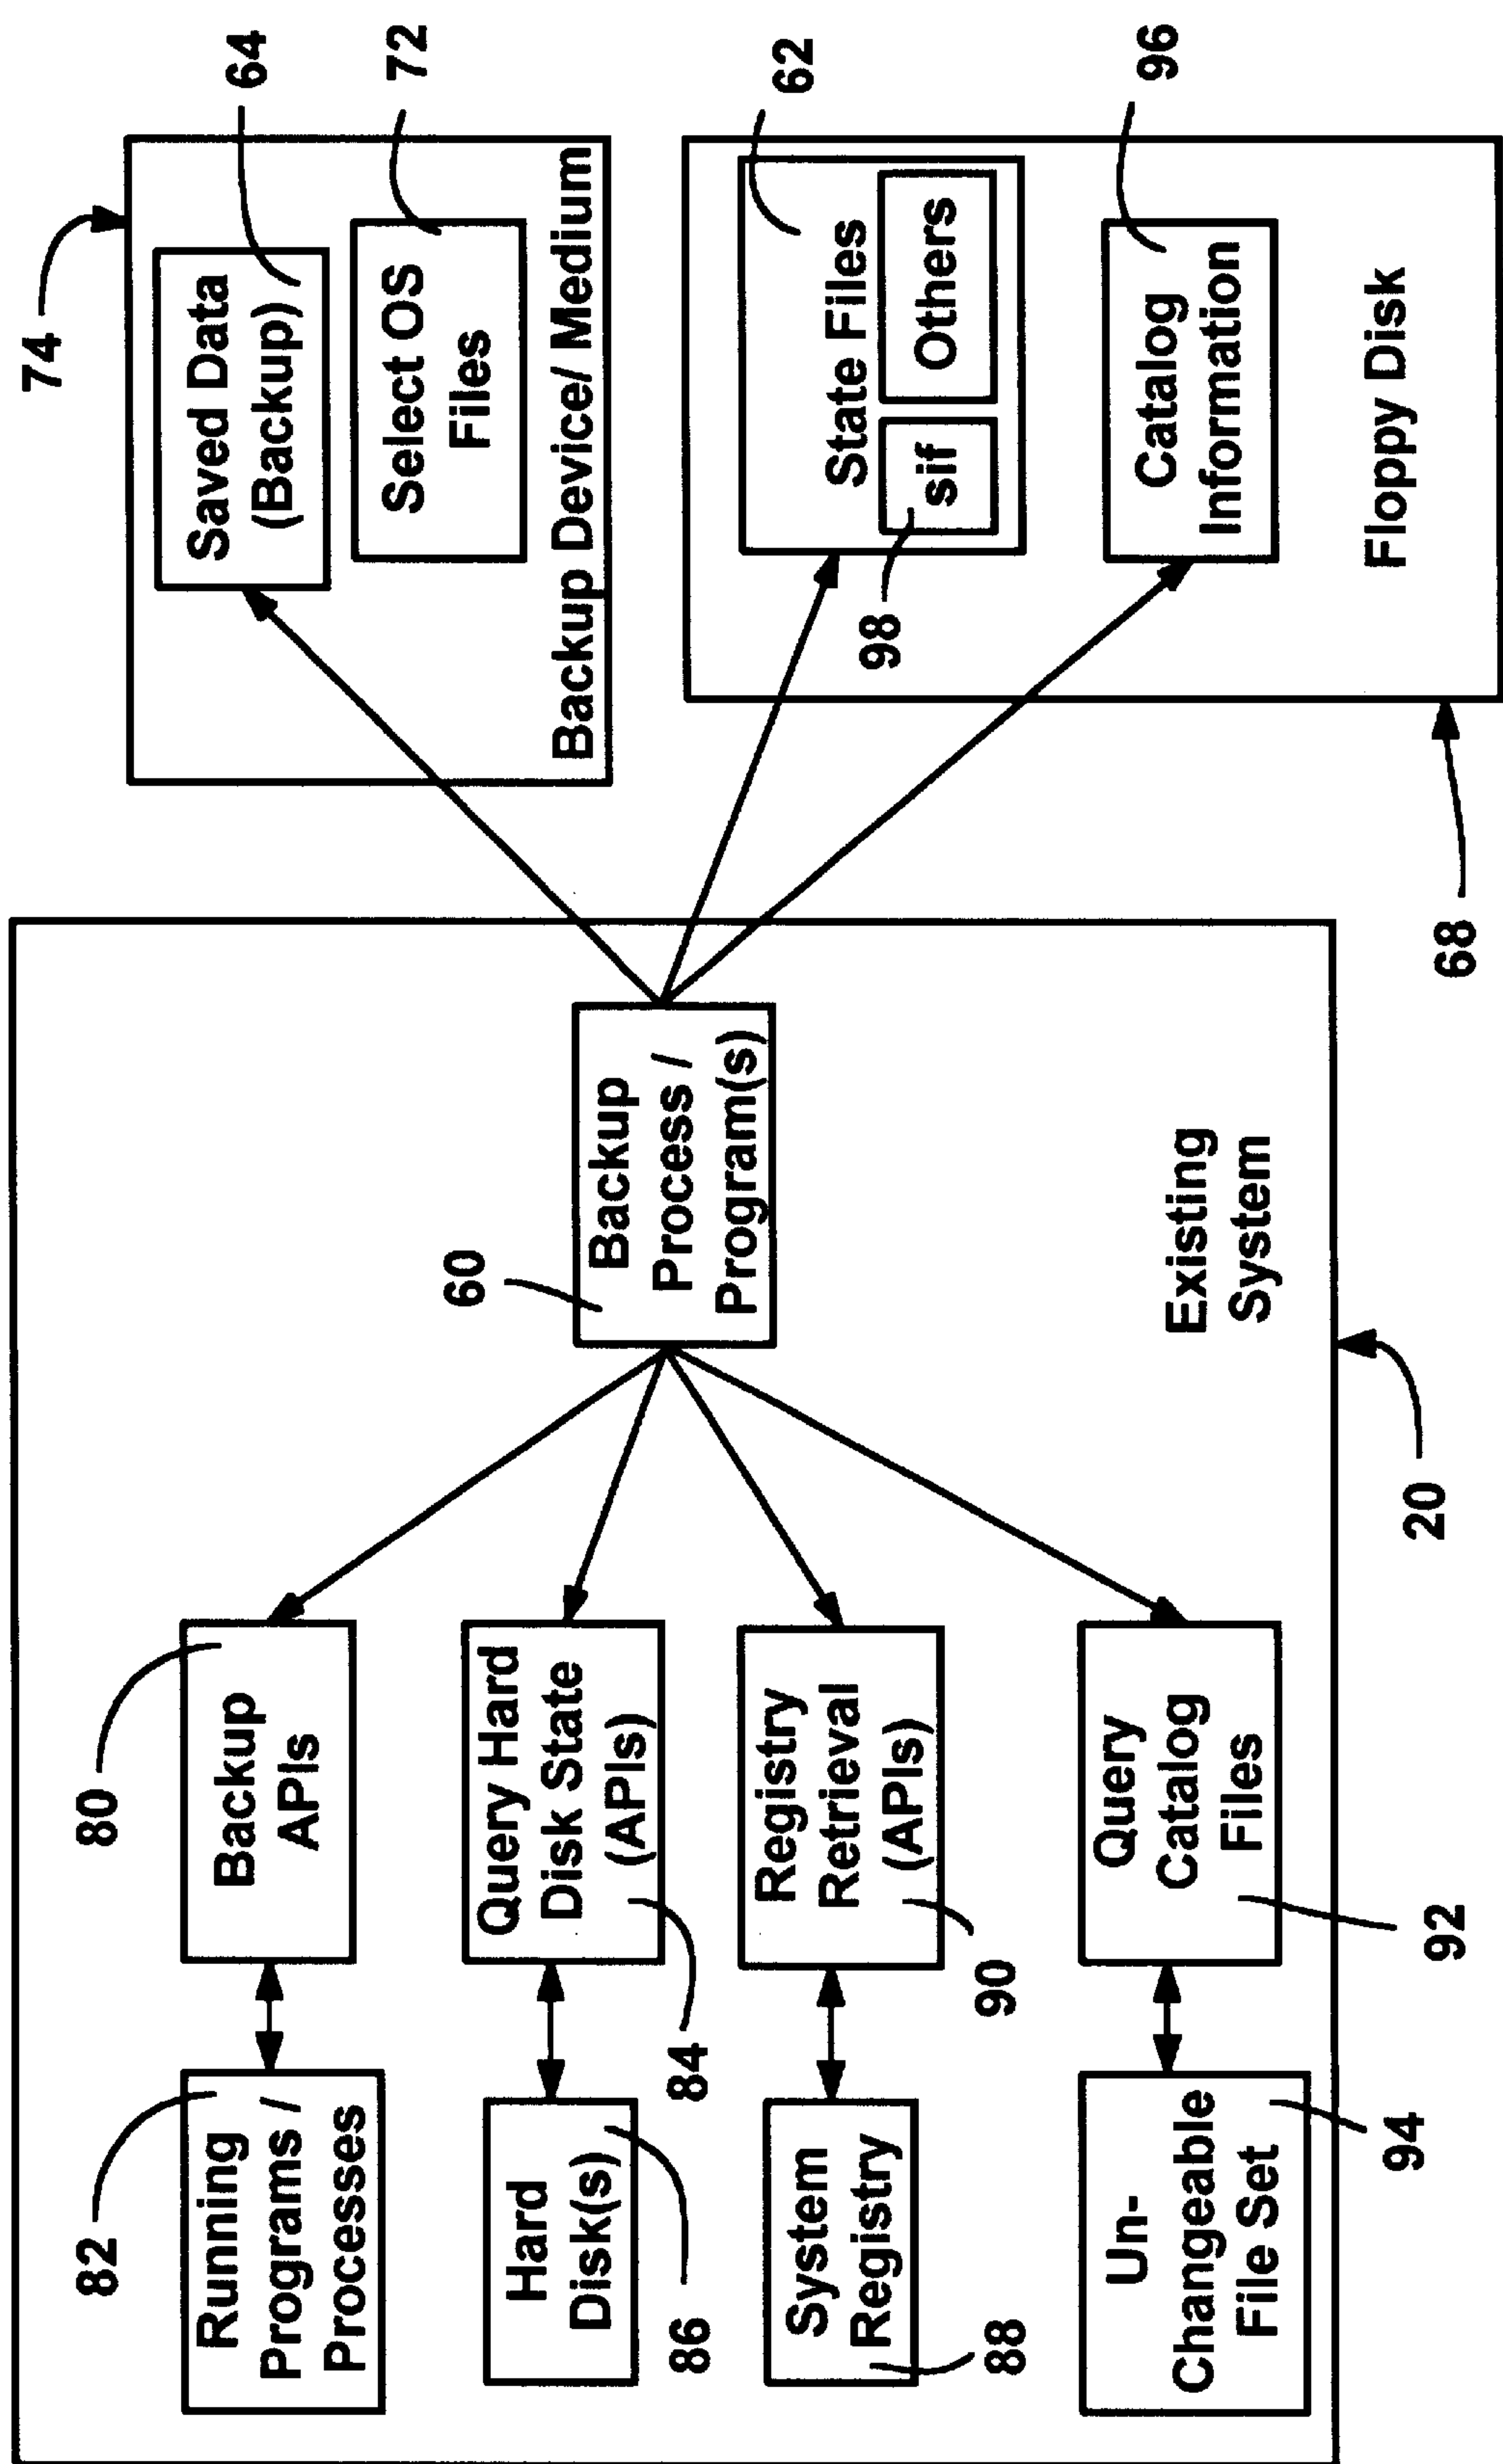 82
Running
Programs /
Processes
80
Backup
APIs
Hard
Disk(s)
86
Query Hard
Disk State
(APIs)
84
System
Registry
88
Registry
Retrieval
(APIs)
90
Un-
Changeable
File Set
94
Query
Catalog
Files
92
60
Backup
Process /
Program(s)
Existing
System
20
74
Saved Data
(Backup)
64
Select OS
Files
72
Backup Device/ Medium
State Files
62
sif
Others
98
Catalog
Information
96
Floppy Disk
68